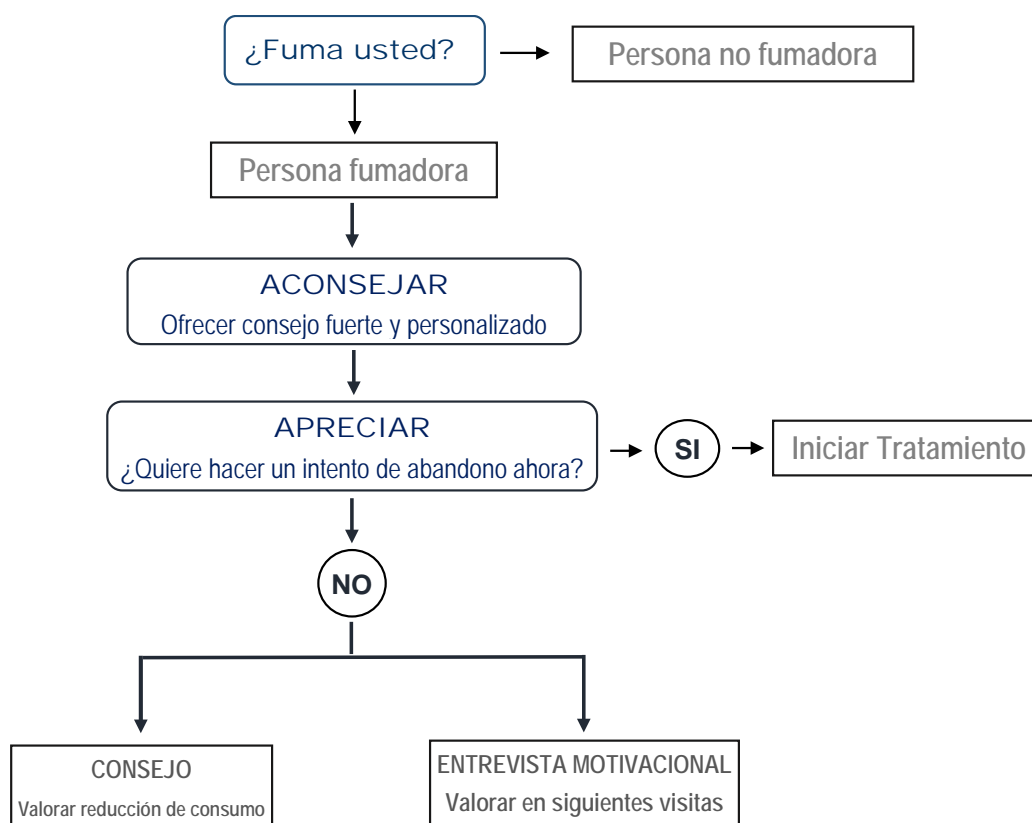 ¿Fuma usted?
Persona no fumadora
Persona fumadora
ACONSEJAR
Ofrecer consejo fuerte y personalizado
APRECIAR
¿Quiere hacer un intento de abandono ahora?
SI
Iniciar Tratamiento
NO
CONSEJO
Valorar reducción de consumo
ENTREVISTA MOTIVACIONAL
Valorar en siguientes visitas